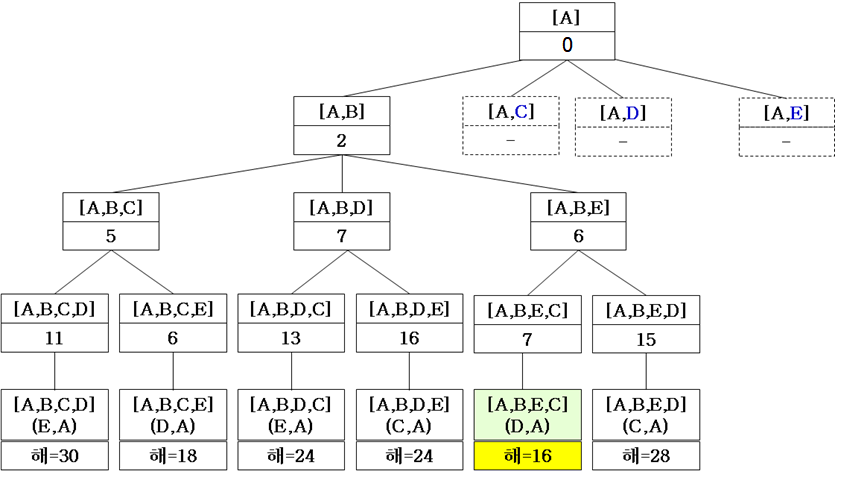 [A]
0
[A,B]
2
[A,C]
–
[A,D]
–
[A,E]
–
[A,B,C]
5
[A,B,D]
7
[A,B,E]
6
[A,B,C,D]
11
[A,B,C,E]
6
[A,B,D,C]
13
[A,B,D,E]
16
[A,B,E,C]
7
[A,B,E,D]
15
[A,B,C,D]
(E,A)
해=30
[A,B,C,E]
(D,A)
해=18
[A,B,D,C]
(E,A)
해=24
[A,B,D,E]
(C,A)
해=24
[A,B,E,C]
(D,A)
해=16
[A,B,E,D]
(C,A)
해=28